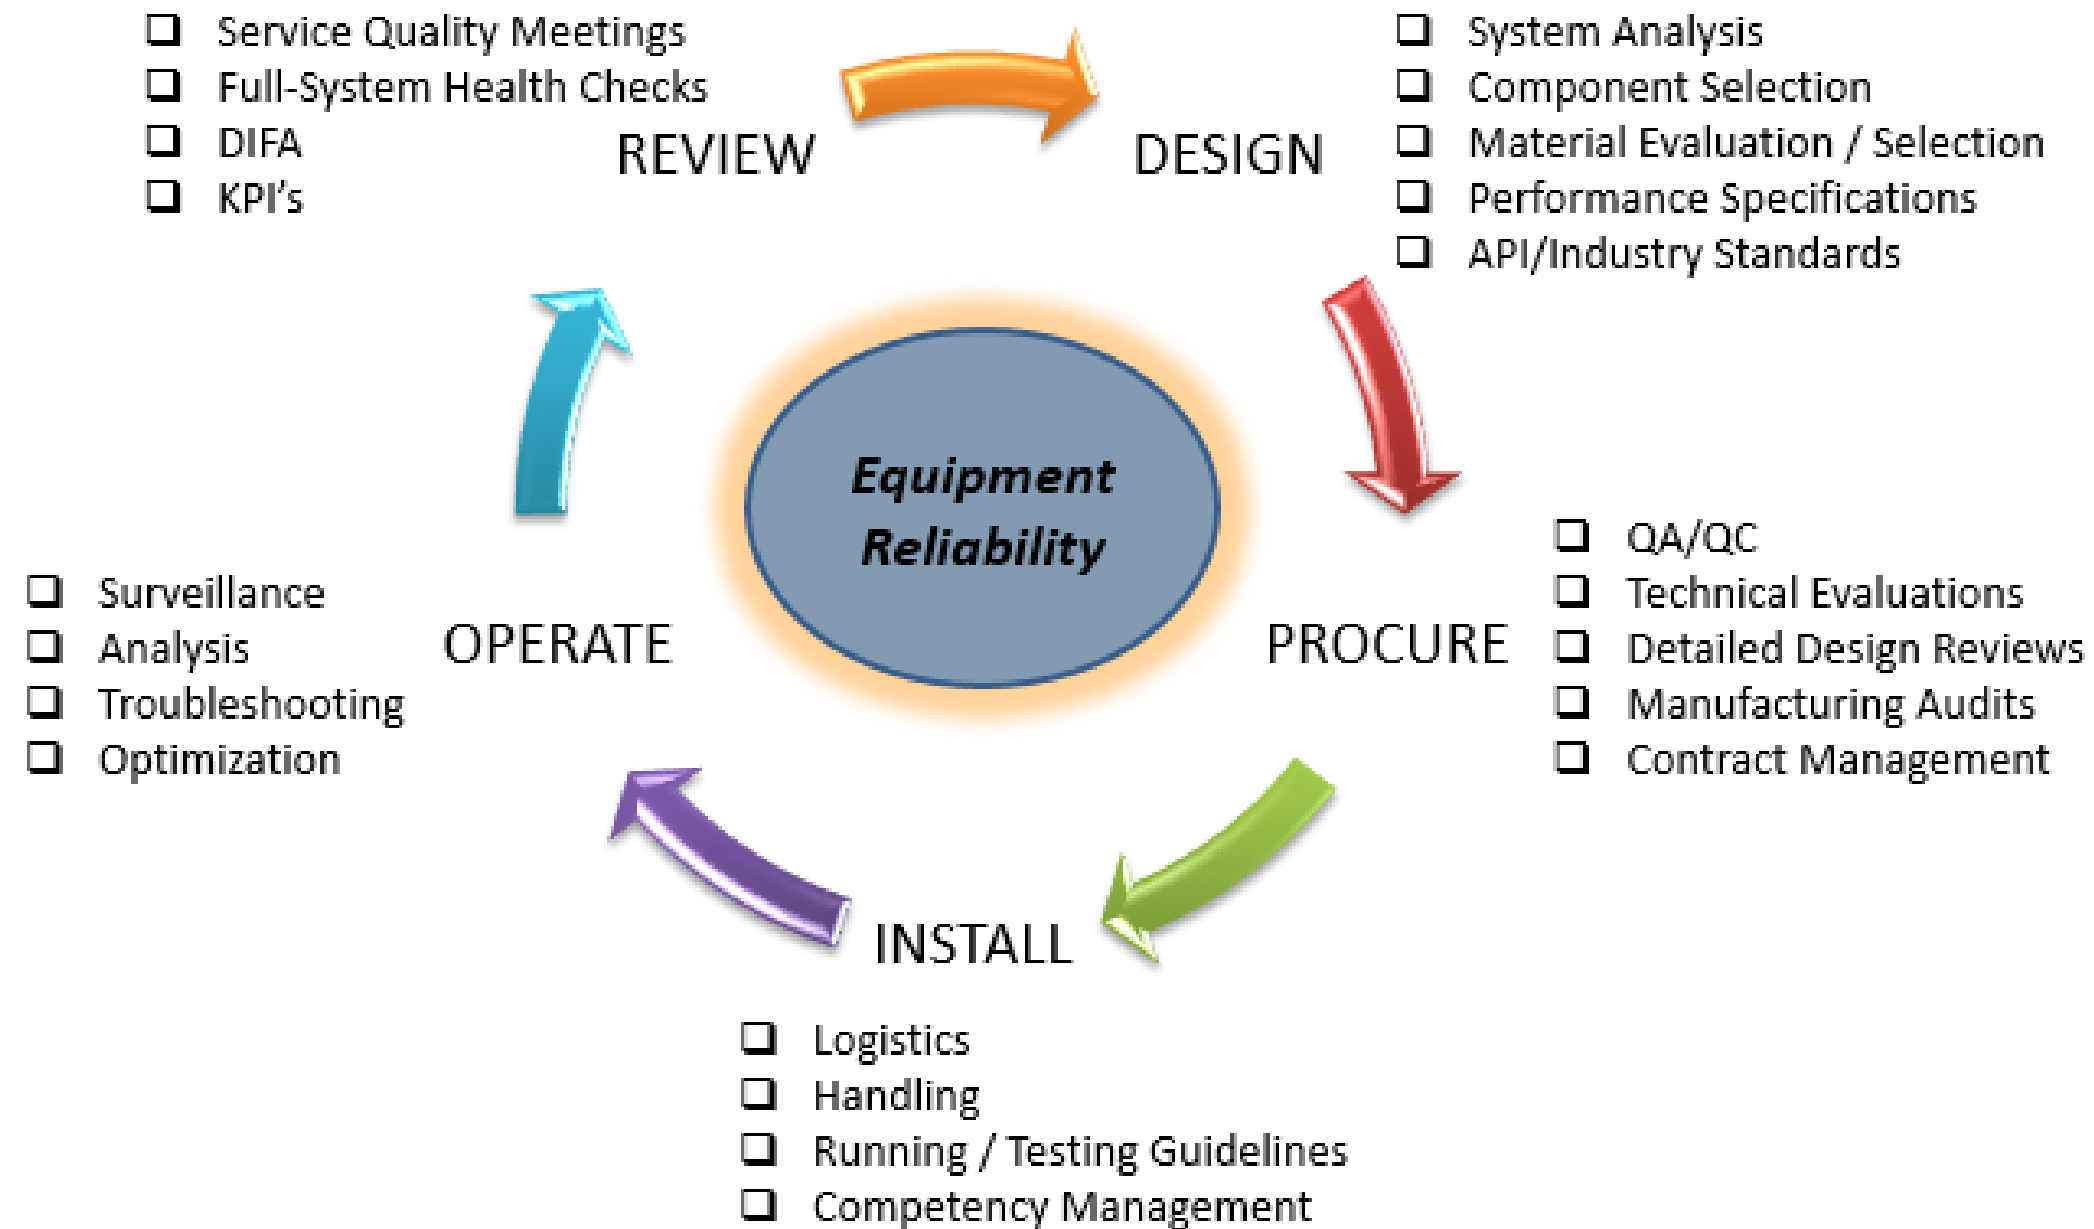 Service Quality Meetings
Full-System Health Checks
DIFA
KPI's
REVIEW
DESIGN
System Analysis
Component Selection
Material Evaluation / Selection
Performance Specifications
API/Industry Standards
Equipment
Reliability
PROCURE
QA/QC
Technical Evaluations
Detailed Design Reviews
Manufacturing Audits
Contract Management
INSTALL
Logistics
Handling
Running / Testing Guidelines
Competency Management
OPERATE
Surveillance
Analysis
Troubleshooting
Optimization